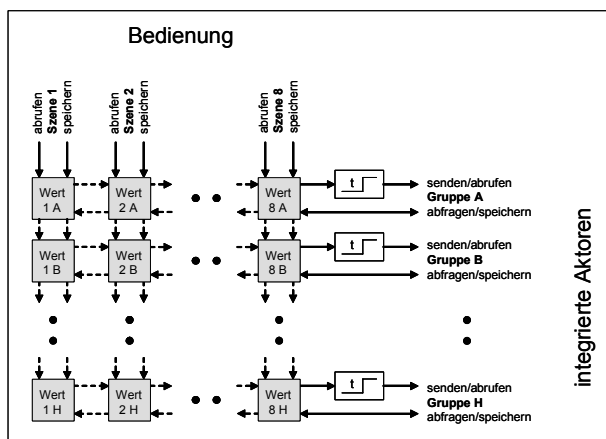 Bedienung
abrufen
Szene 1
speichern
abrufen
Szene 2
speichern
abrufen
Szene 8
speichern
Wert
1 A
Wert
2 A
Wert
8 A
t
senden/abrufen
Gruppe A
abfragen/speichern
Wert
1 B
Wert
2 B
Wert
8 B
t
senden/abrufen
Gruppe B
abfragen/speichern
Wert
1 H
Wert
2 H
Wert
8 H
t
senden/abrufen
Gruppe H
abfragen/speichern
integrierte Aktoren